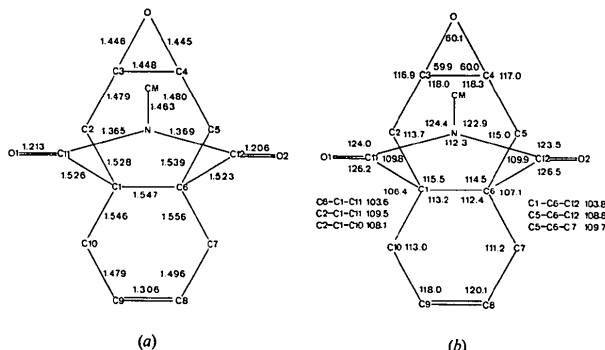 O
1.446 1.445
1.448
C3 C4
CM
1.479 1.480
1.463
C2 N C5
1.365 1.369
1.213 1.206
O1 C11 C12 O2
1.528 1.539
1.526 1.523
C1 1.547 C6
1.546 1.556
C10 C7
1.479 1.496
1.306
C9 C8
(a)
O
60.1
59.9 60.0
116.9 C3 C4 117.0
118.0 118.3
CM
124.4 122.9
C2 N C5
113.7 112.3 115.0
124.0 123.5
O1 C11 109.8 109.9 C12 O2
126.2 126.5
115.5 114.5
106.4 C1 C6 107.1
113.2 112.4
C6-C1-C11 103.6
C2-C1-C11 109.5
C2-C1-C10 108.1
C1-C6-C12 103.8
C5-C6-C12 108.8
C5-C6-C7 109.7
C10 113.0 111.2 C7
118.0 120.1
C9 C8
(b)